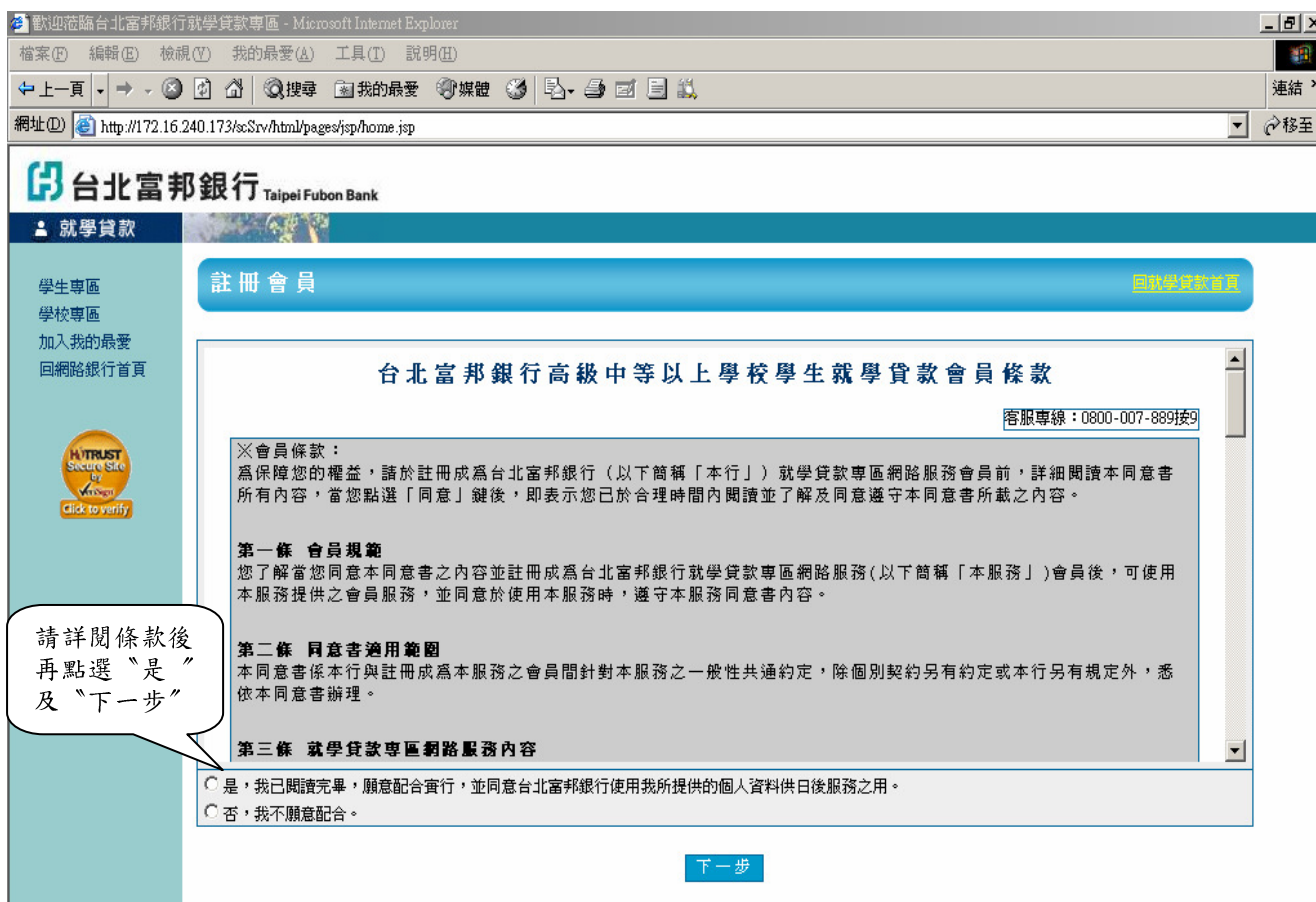 歡迎蒞臨台北富邦銀行就學貸款專區 - Microsoft Internet Explorer
檔案(F) 編輯(E) 檢視(V) 我的最愛(A) 工具(T) 說明(H)
上一頁 搜尋 我的最愛 媒體 連結
網址(D) http://172.16.240.173/scSrv/html/pages/jsp/home.jsp 移至
台北富邦銀行 Taipei Fubon Bank
就學貸款
註冊會員 回就學貸款首頁
學生專區
學校專區
加入我的最愛
回網路銀行首頁
HiTRUST
Secure Site
by
VeriSign
Click to verify
台北富邦銀行高級中等以上學校學生就學貸款會員條款
客服專線：0800-007-889按9
※會員條款：
為保障您的權益，請於註冊成為台北富邦銀行（以下簡稱「本行」）就學貸款專區網路服務會員前，詳細閱讀本同意書
所有內容，當您點選「同意」鍵後，即表示您已於合理時間內閱讀並了解及同意遵守本同意書所載之內容。
第一條 會員規範
您了解當您同意本同意書之內容並註冊成為台北富邦銀行就學貸款專區網路服務(以下簡稱「本服務」)會員後，可使用
本服務提供之會員服務，並同意於使用本服務時，遵守本服務同意書內容。
第二條 同意書適用範圍
本同意書係本行與註冊成為本服務之會員間針對本服務之一般性共通約定，除個別契約另有約定或本行另有規定外，悉
依本同意書辦理。
第三條 就學貸款專區網路服務內容
請詳閱條款後
再點選〝是 〞
及〝下一步〞
是，我已閱讀完畢，願意配合實行，並同意台北富邦銀行使用我所提供的個人資料供日後服務之用。
否，我不願意配合。
下一步